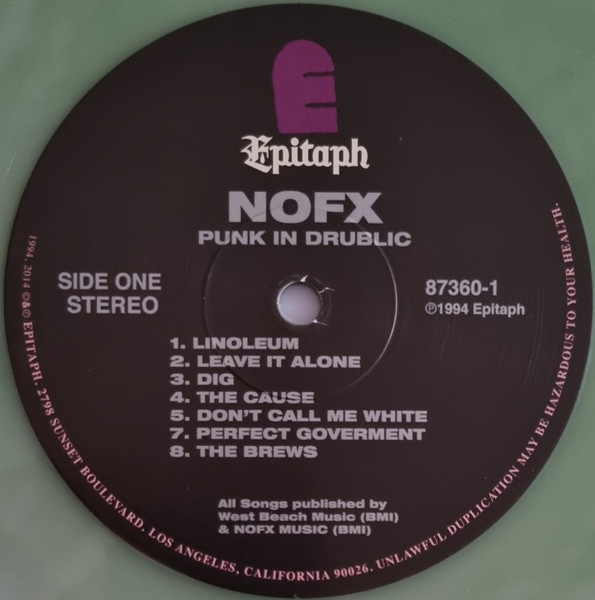 Epitaph
NOFX
PUNK IN DRUBLIC
SIDE ONE
STEREO
87360-1
℗1994 Epitaph
1. LINOLEUM
2. LEAVE IT ALONE
3. DIG
4. THE CAUSE
5. DON'T CALL ME WHITE
7. PERFECT GOVERMENT
8. THE BREWS
All Songs published by
West Beach Music (BMI)
& NOFX MUSIC (BMI)
1994, 2014 ©&℗ EPITAPH. 2798 SUNSET BOULEVARD. LOS ANGELES, CALIFORNIA 90026. UNLAWFUL DUPLICATION MAY BE HAZARDOUS TO YOUR HEALTH.